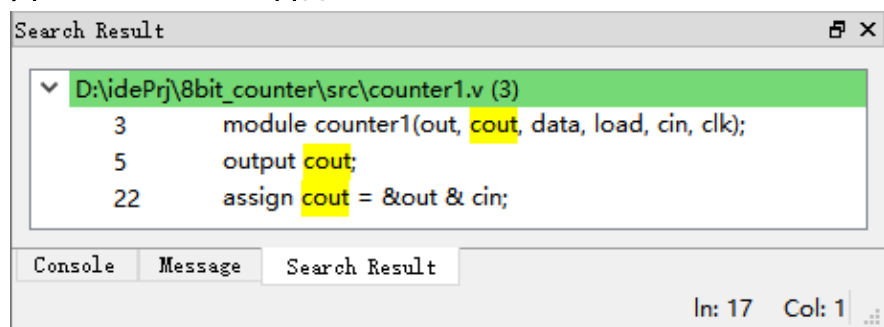 Search Result
D:\idePrj\8bit_counter\src\counter1.v (3)
3 module counter1(out, cout, data, load, cin, clk);
5 output cout;
22 assign cout = &out & cin;
Console Message Search Result
ln: 17 Col: 1